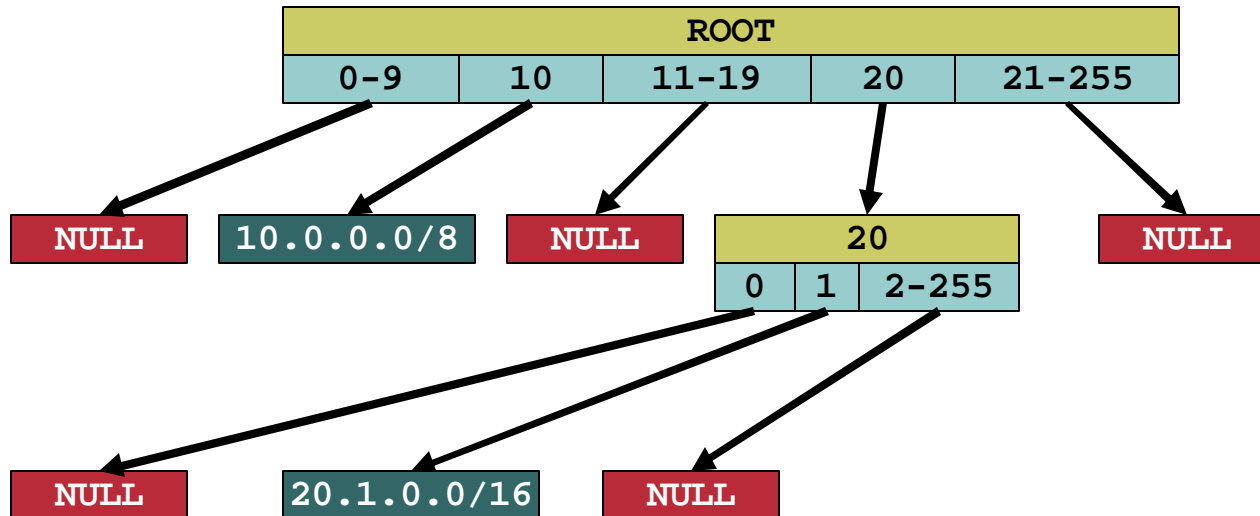 ROOT
0-9 10 11-19 20 21-255
NULL 10.0.0.0/8 NULL 20 NULL
0 1 2-255
NULL 20.1.0.0/16 NULL